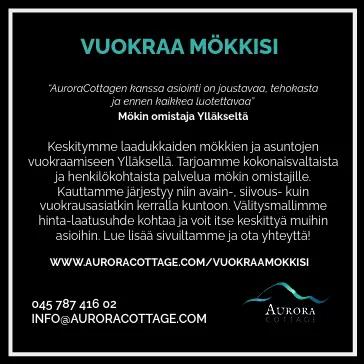 VUOKRAA MÖKKISI
"AuroraCottagen kanssa asiointi on joustavaa, tehokasta
ja ennen kaikkea luotettavaa"
Mökin omistaja Ylläkseltä
Keskitymme laadukkaiden mökkien ja asuntojen
vuokraamiseen Ylläksellä. Tarjoamme kokonaisvaltaista
ja henkilökohtaista palvelua mökin omistajille.
Kauttamme järjestyy niin avain-, siivous- kuin
vuokrausasiatkin kerralla kuntoon. Välitysmallimme
hinta-laatusuhde kohtaa ja voit itse keskittyä muihin
asioihin. Lue lisää sivuiltamme ja ota yhteyttä!
WWW.AURORACOTTAGE.COM/VUOKRAAMOKKISI
045 787 416 02
INFO@AURORACOTTAGE.COM
AURORA
COTTAGE